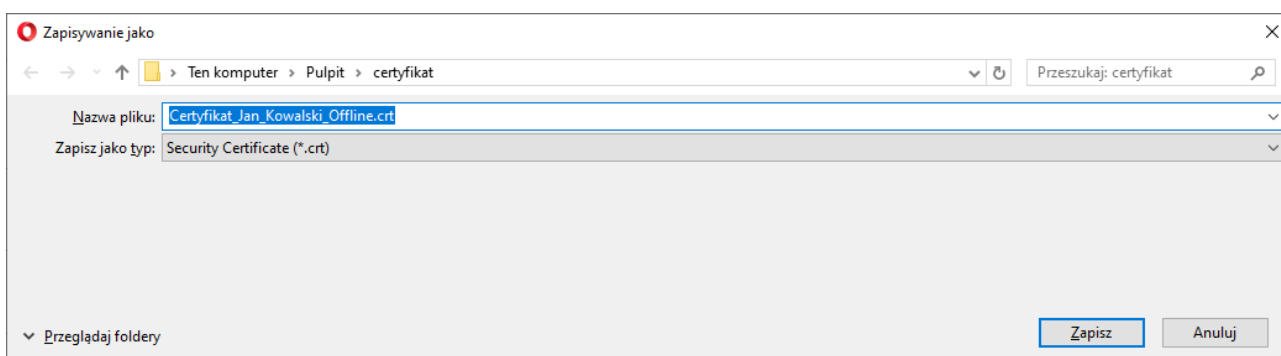 Zapisywanie jako
Ten komputer > Pulpit > certyfikat
Przeszukaj: certyfikat
Nazwa pliku: Certyfikat_Jan_Kowalski_Offline.crt
Zapisz jako typ: Security Certificate (*.crt)
Przeglądaj foldery
Zapisz
Anuluj